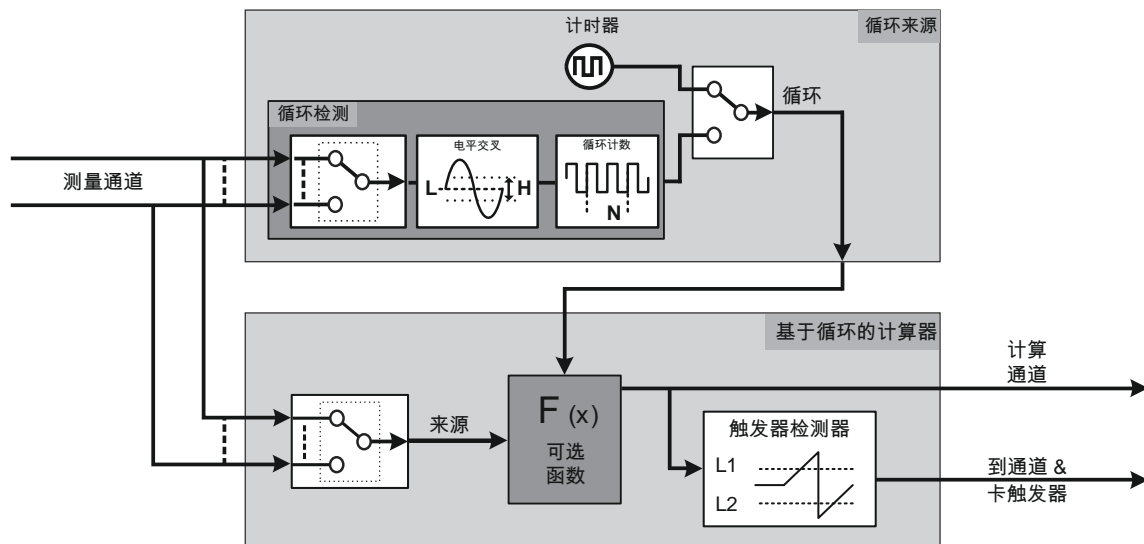 计时器
循环来源
循环检测
循环
电平交叉
循环计数
测量通道
L
H
N
基于循环的计算器
计算
通道
F (x)
可选
函数
来源
触发器检测器
L1
L2
到通道 &
卡触发器